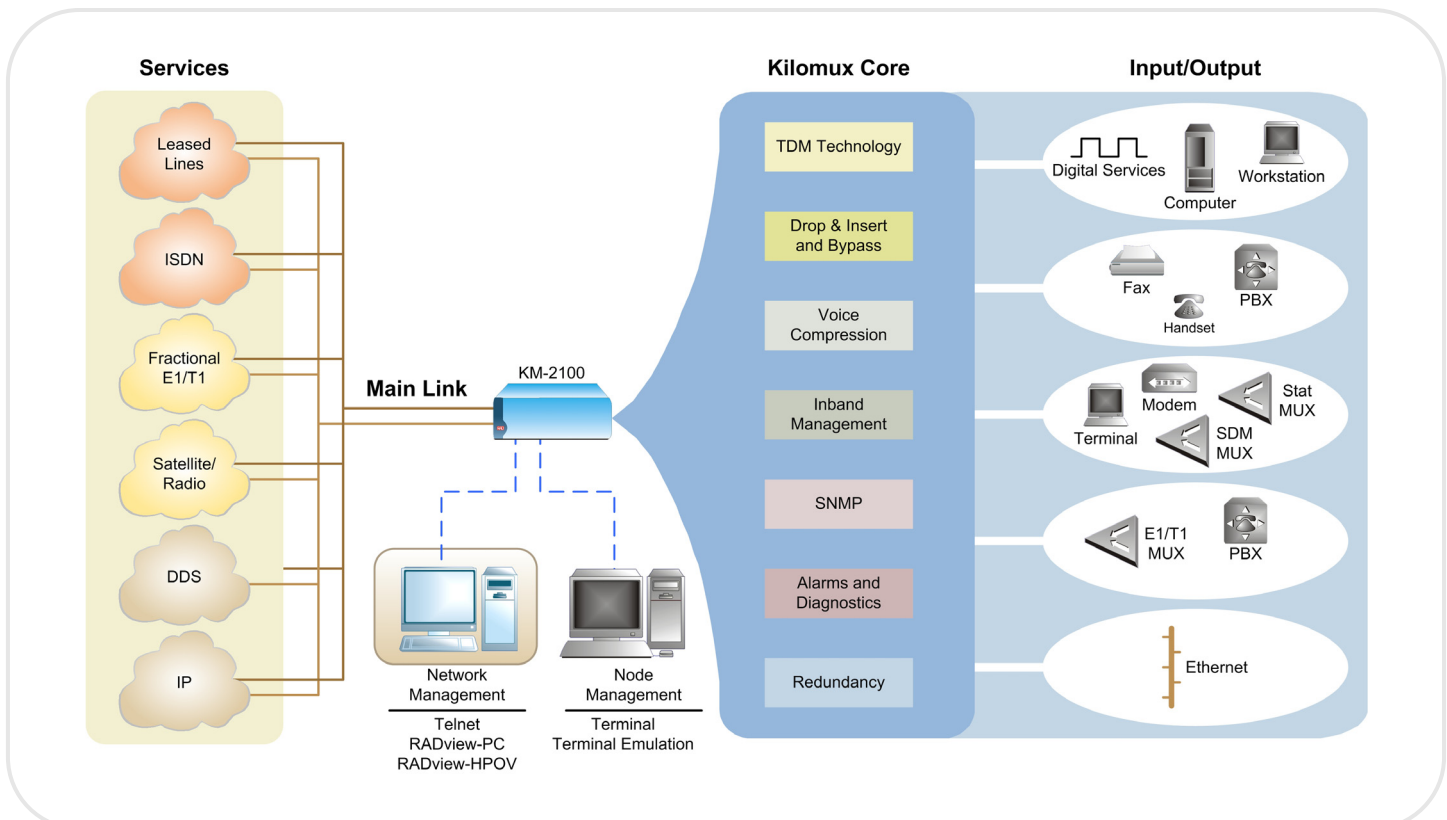 Services
Kilomux Core
Input/Output
Leased
Lines
ISDN
Fractional
E1/T1
Satellite/
Radio
DDS
IP
Main Link
KM-2100
Network
Management
Telnet
RADview-PC
RADview-HPOV
Node
Management
Terminal
Terminal Emulation
TDM Technology
Drop & Insert
and Bypass
Voice
Compression
Inband
Management
SNMP
Alarms and
Diagnostics
Redundancy
Digital Services
Computer
Workstation
Fax
Handset
PBX
Terminal
Modem
SDM
MUX
Stat
MUX
E1/T1
MUX
PBX
Ethernet